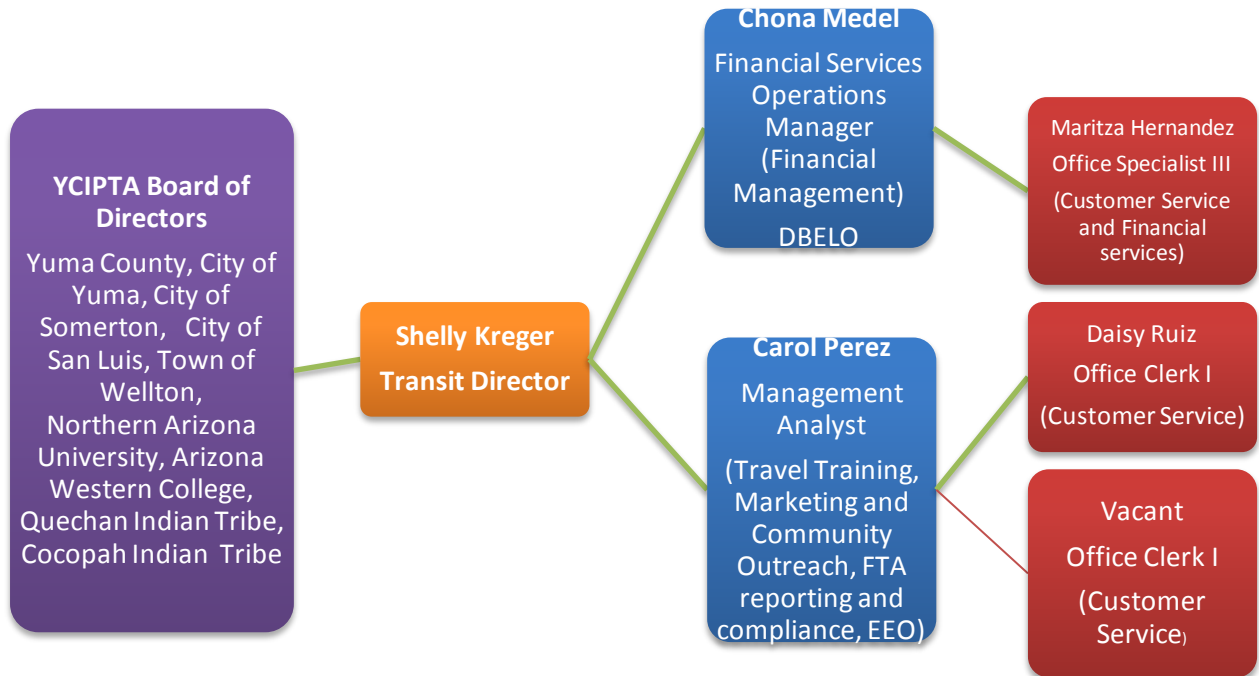 YCIPTA Board of
Directors
Yuma County, City of
Yuma, City of
Somerton, City of
San Luis, Town of
Wellton,
Northern Arizona
University, Arizona
Western College,
Quechan Indian Tribe,
Cocopah Indian Tribe
Shelly Kreger
Transit Director
Chona Medel
Financial Services
Operations
Manager
(Financial
Management)
DBELO
Maritza Hernandez
Office Specialist III
(Customer Service
and Financial
services)
Carol Perez
Management
Analyst
(Travel Training,
Marketing and
Community
Outreach, FTA
reporting and
compliance, EEO)
Daisy Ruiz
Office Clerk I
(Customer Service)
Vacant
Office Clerk I
(Customer
Service)